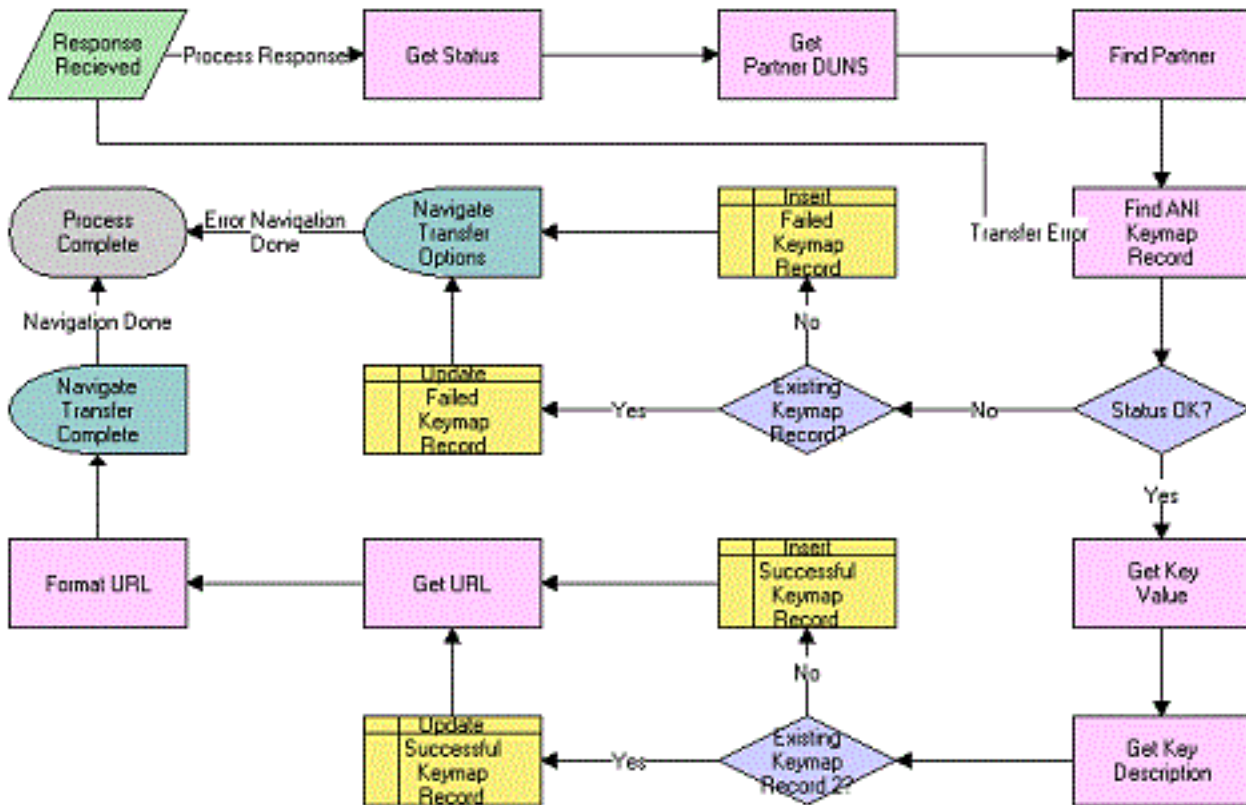 Response
Recieved
Process Response
Get Status
Get
Partner DUNS
Find Partner
Process
Complete
Error Navigation
Done
Navigate
Transfer
Options
Insert
Failed
Keymap
Record
Transfer Error
Find ANI
Keymap
Record
Navigation Done
No
Navigate
Transfer
Complete
Update
Failed
Keymap
Record
Yes
Existing
Keymap
Record?
No
Status OK?
Yes
Format URL
Get URL
Insert
Successful
Keymap
Record
Get Key
Value
No
Update
Successful
Keymap
Record
Yes
Existing
Keymap
Record 2?
Get Key
Description